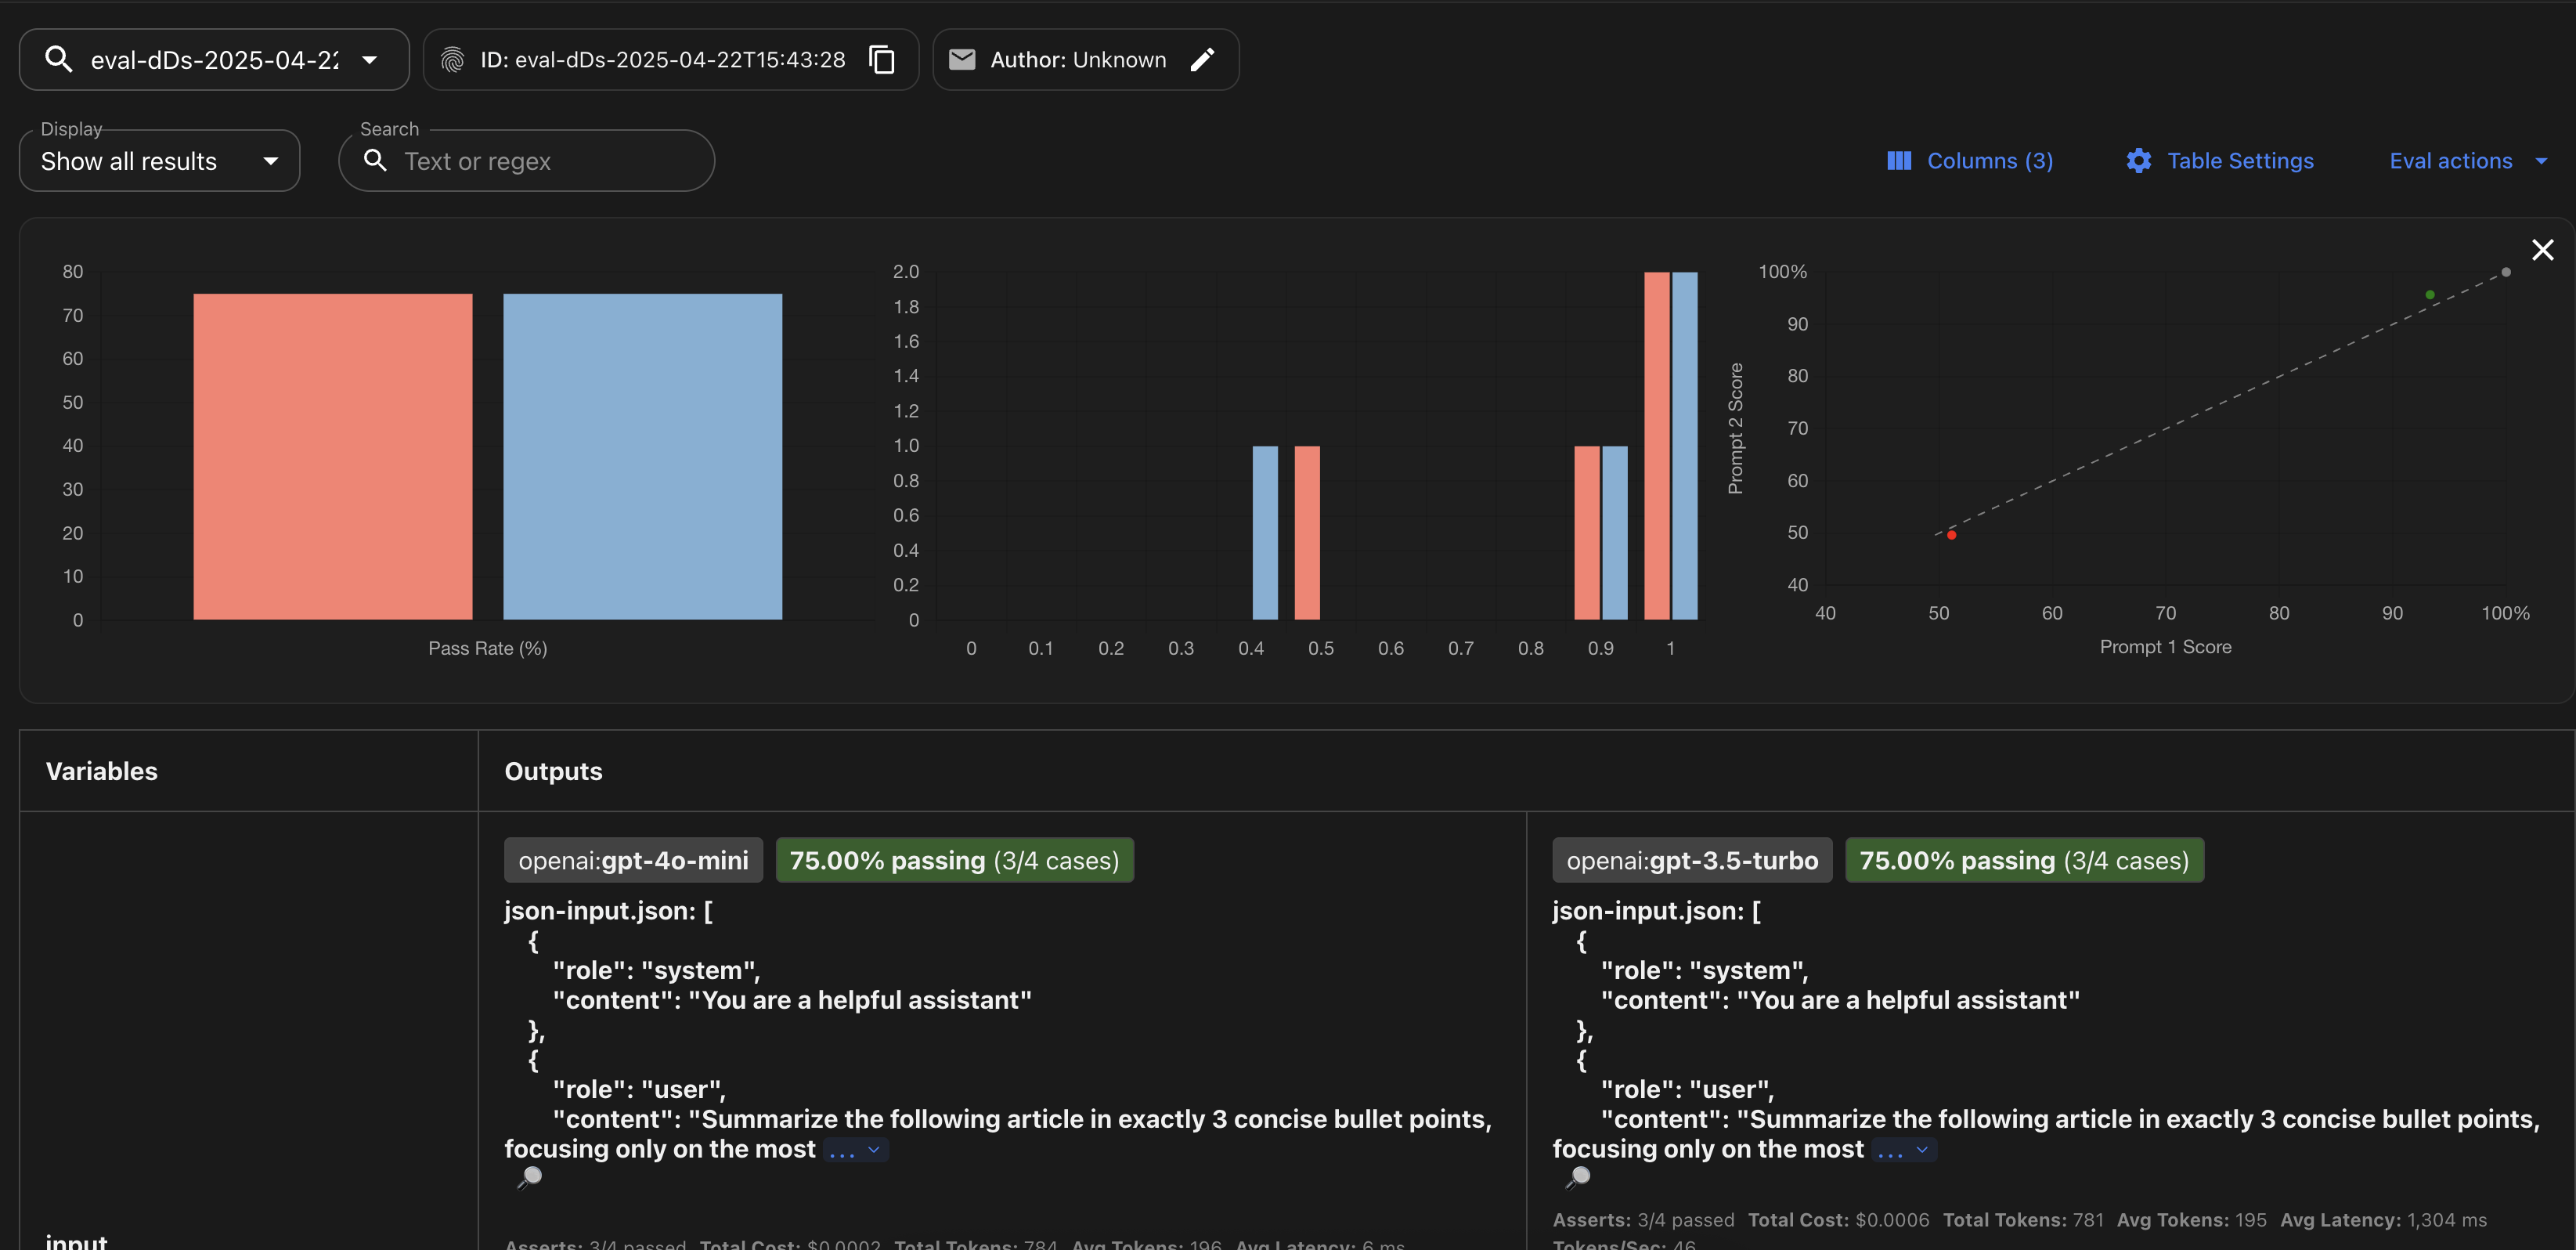 eval-dDs-2025-04-22
ID: eval-dDs-2025-04-22T15:43:28
Author: Unknown
Display
Show all results
Search
Text or regex
Columns (3)
Table Settings
Eval actions
80
70
60
50
40
30
20
10
0
Pass Rate (%)
2.0
1.8
1.6
1.4
1.2
1.0
0.8
0.6
0.4
0.2
0
0 0.1 0.2 0.3 0.4 0.5 0.6 0.7 0.8 0.9 1
Prompt 2 Score
100%
90
80
70
60
50
40
40 50 60 70 80 90 100%
Prompt 1 Score
Variables
Outputs
openai:gpt-4o-mini 75.00% passing (3/4 cases)
json-input.json: [
{
"role": "system",
"content": "You are a helpful assistant"
},
{
"role": "user",
"content": "Summarize the following article in exactly 3 concise bullet points,
focusing only on the most ...
Asserts: 3/4 passed Total Cost: $0.0002 Total Tokens: 784 Avg Tokens: 196 Avg Latency: 6 ms
openai:gpt-3.5-turbo 75.00% passing (3/4 cases)
json-input.json: [
{
"role": "system",
"content": "You are a helpful assistant"
},
{
"role": "user",
"content": "Summarize the following article in exactly 3 concise bullet points,
focusing only on the most ...
Asserts: 3/4 passed Total Cost: $0.0006 Total Tokens: 781 Avg Tokens: 195 Avg Latency: 1,304 ms
Tokens/Sec: 46
input